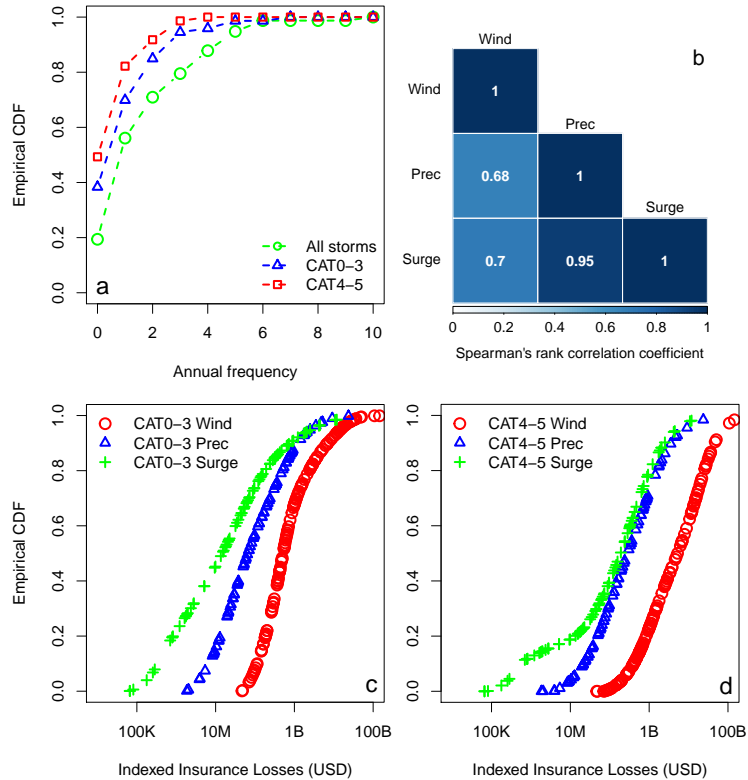 1.0
0.8
0.6
0.4
0.2
0.0
Empirical CDF
All storms
CAT0−3
CAT4−5
a
0 2 4 6 8 10
Annual frequency
b
Wind
Wind 1
Prec
Prec 0.68 1
Surge
Surge 0.7 0.95 1
0 0.2 0.4 0.6 0.8 1
Spearman's rank correlation coefficient
1.0
0.8
0.6
0.4
0.2
0.0
Empirical CDF
CAT0−3 Wind
CAT0−3 Prec
CAT0−3 Surge
c
100K 10M 1B 100B
Indexed Insurance Losses (USD)
1.0
0.8
0.6
0.4
0.2
0.0
CAT4−5 Wind
CAT4−5 Prec
CAT4−5 Surge
d
100K 10M 1B 100B
Indexed Insurance Losses (USD)